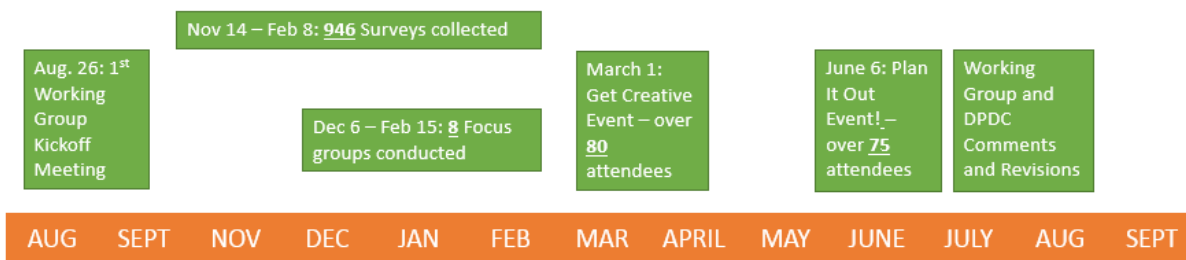 Nov 14 – Feb 8: 946 Surveys collected
Aug. 26: 1st
Working
Group
Kickoff
Meeting
Dec 6 – Feb 15: 8 Focus
groups conducted
March 1:
Get Creative
Event – over
80
attendees
June 6: Plan
It Out
Event! –
over 75
attendees
Working
Group and
DPDC
Comments
and Revisions
AUG SEPT NOV DEC JAN FEB MAR APRIL MAY JUNE JULY AUG SEPT